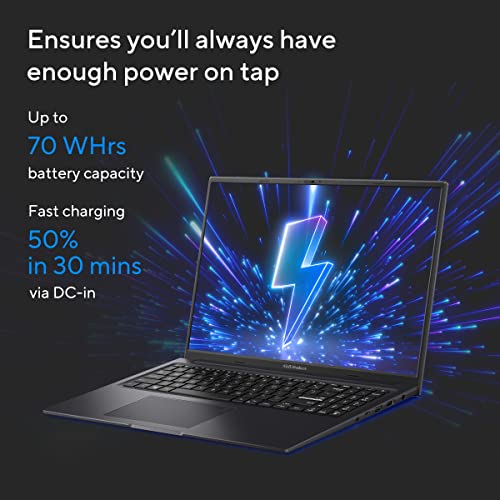 Ensures you’ll always have
enough power on tap
Up to
70 WHrs
battery capacity
Fast charging
50%
in 30 mins
via DC-in